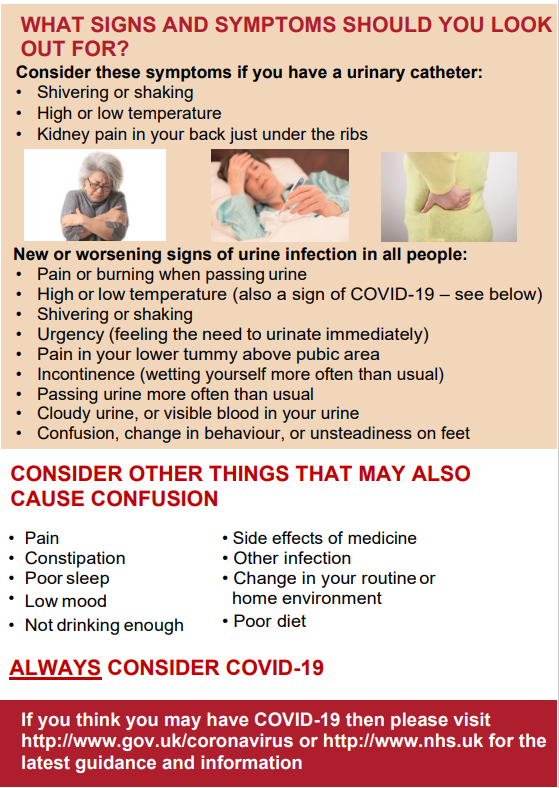 WHAT SIGNS AND SYMPTOMS SHOULD YOU LOOK
OUT FOR?
Consider these symptoms if you have a urinary catheter:
• Shivering or shaking
• High or low temperature
• Kidney pain in your back just under the ribs
New or worsening signs of urine infection in all people:
• Pain or burning when passing urine
• High or low temperature (also a sign of COVID-19 – see below)
• Shivering or shaking
• Urgency (feeling the need to urinate immediately)
• Pain in your lower tummy above pubic area
• Incontinence (wetting yourself more often than usual)
• Passing urine more often than usual
• Cloudy urine, or visible blood in your urine
• Confusion, change in behaviour, or unsteadiness on feet
CONSIDER OTHER THINGS THAT MAY ALSO
CAUSE CONFUSION
• Pain
• Constipation
• Poor sleep
• Low mood
• Not drinking enough
• Side effects of medicine
• Other infection
• Change in your routine or
home environment
• Poor diet
ALWAYS CONSIDER COVID-19
If you think you may have COVID-19 then please visit
http://www.gov.uk/coronavirus or http://www.nhs.uk for the
latest guidance and information